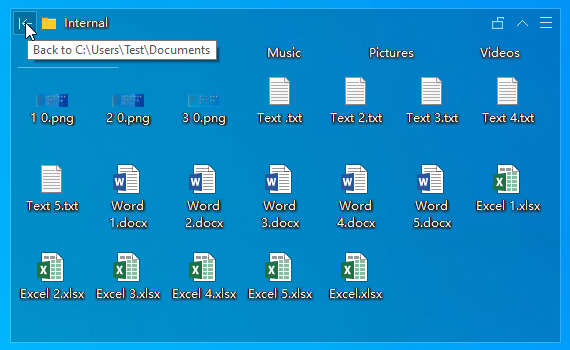 Internal
Back to C:\Users\Test\Documents
Music Pictures Videos
1 0.png 2 0.png 3 0.png Text .txt Text 2.txt Text 3.txt Text 4.txt
Text 5.txt Word 1.docx Word 2.docx Word 3.docx Word 4.docx Word 5.docx Excel 1.xlsx
Excel 2.xlsx Excel 3.xlsx Excel 4.xlsx Excel 5.xlsx Excel.xlsx